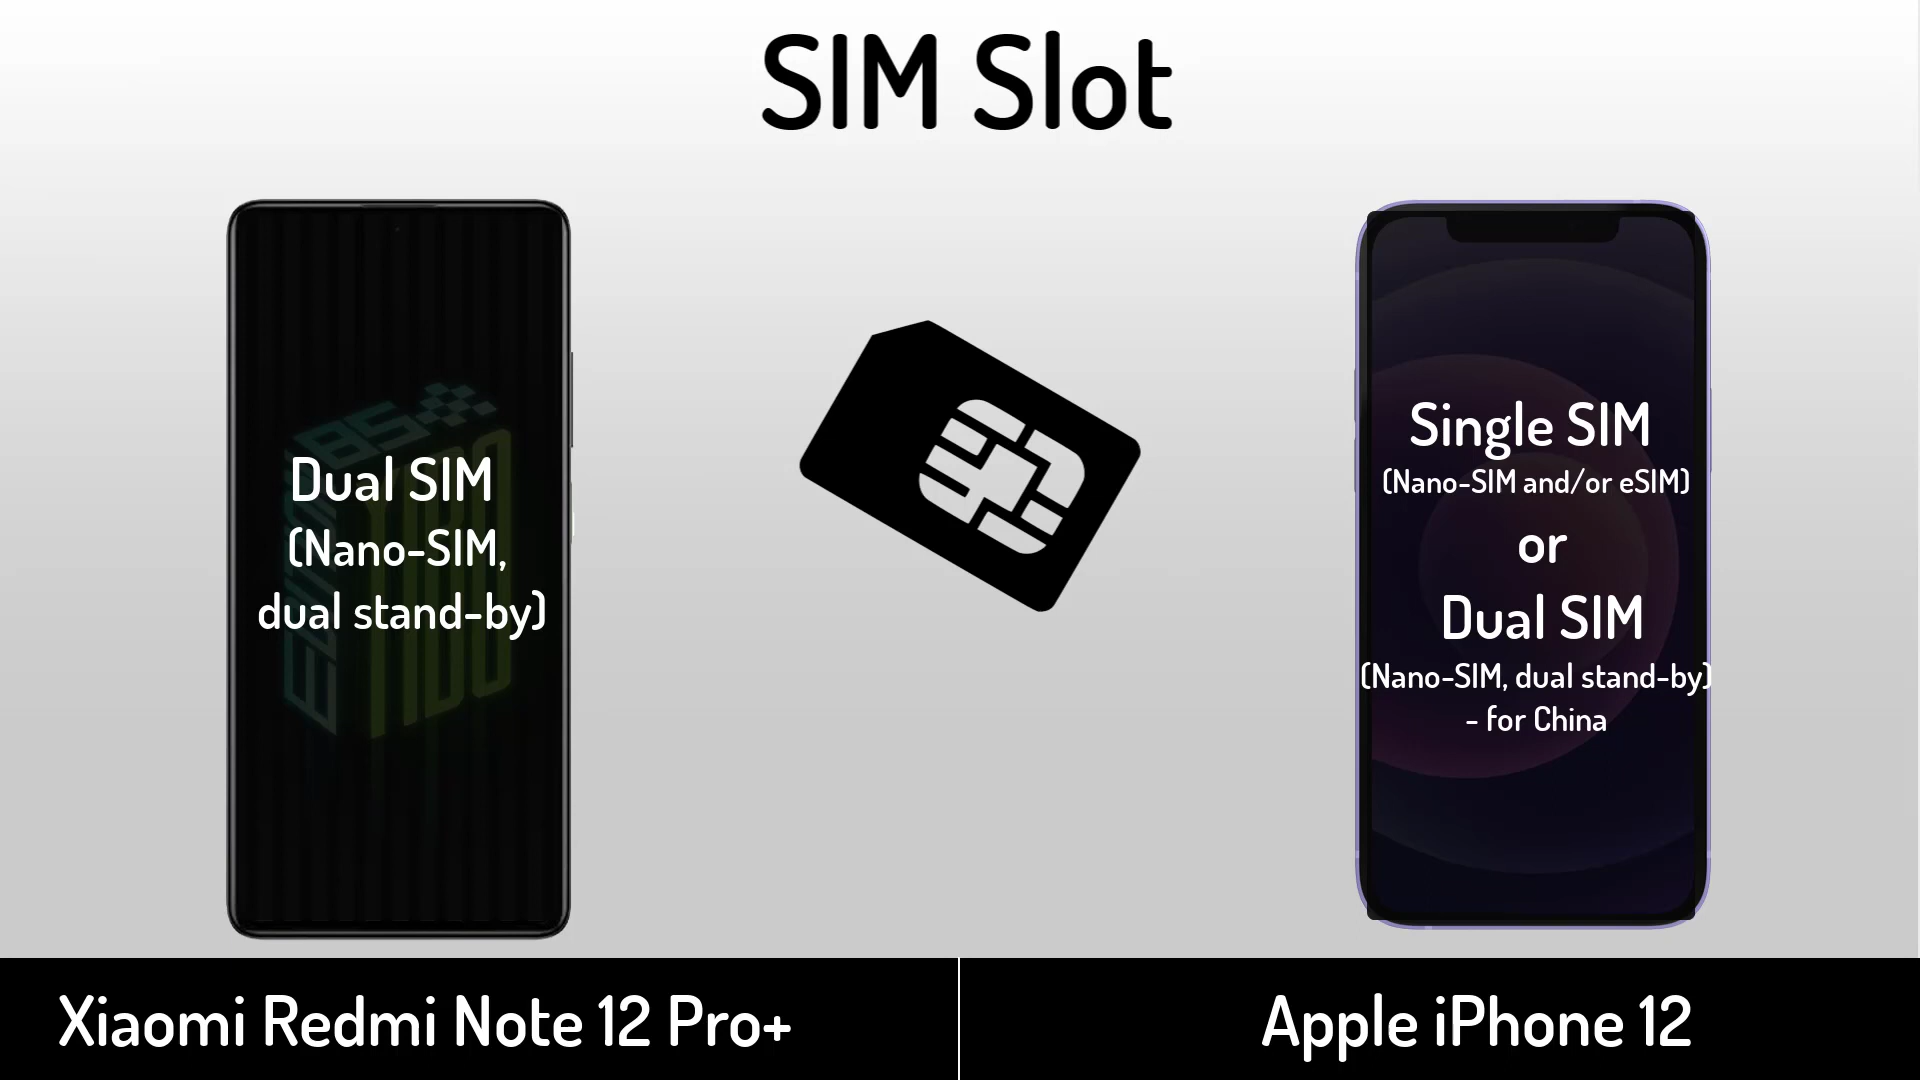 SIM Slot
Dual SIM
(Nano-SIM,
dual stand-by)
Single SIM
(Nano-SIM and/or eSIM)
or
Dual SIM
(Nano-SIM, dual stand-by)
- for China
Xiaomi Redmi Note 12 Pro+
Apple iPhone 12